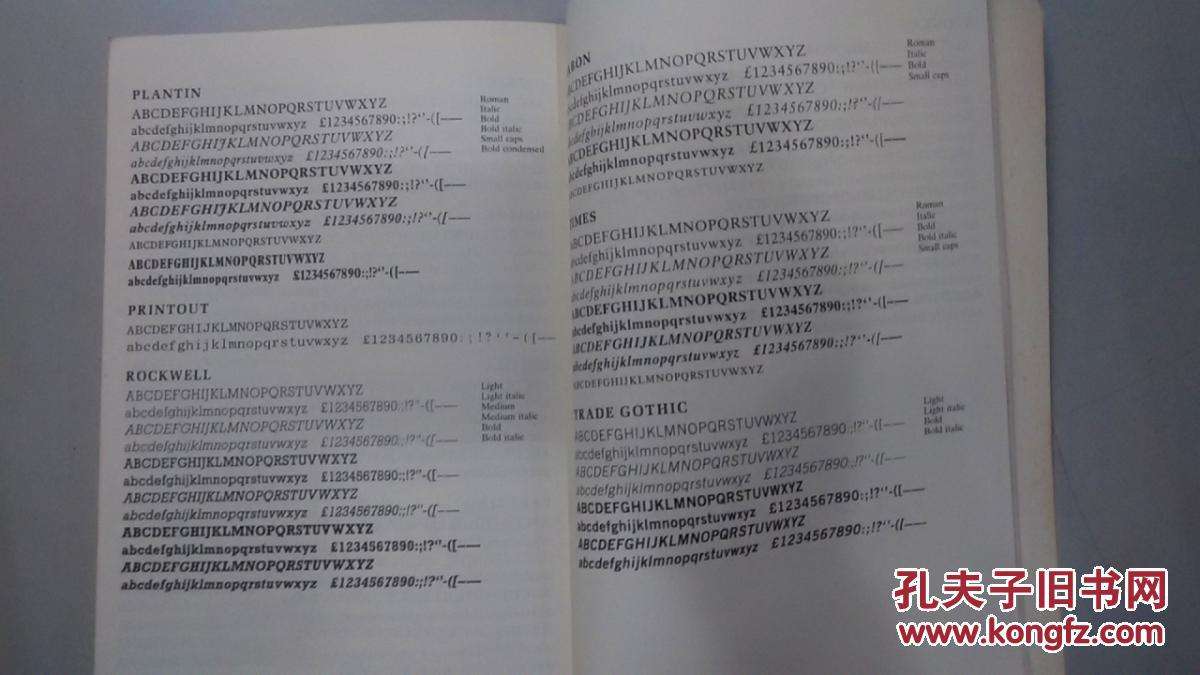 PLANTIN
ABCDEFGHIJKLMNOPQRSTUVWXYZ
abcdefghijklmnopqrstuvwxyz £1234567890:;!?‘’-([—–
ABCDEFGHIJKLMNOPQRSTUVWXYZ
abcdefghijklmnopqrstuvwxyz £1234567890:;!?‘’-([—–
ABCDEFGHIJKLMNOPQRSTUVWXYZ
abcdefghijklmnopqrstuvwxyz £1234567890:;!?‘’-([—–
ABCDEFGHIJKLMNOPQRSTUVWXYZ
abcdefghijklmnopqrstuvwxyz £1234567890:;!?‘’-([—–
ABCDEFGHIJKLMNOPQRSTUVWXYZ
ABCDEFGHIJKLMNOPQRSTUVWXYZ
abcdefghijklmnopqrstuvwxyz £1234567890:;!?‘’-([—–
Roman
Italic
Bold
Bold italic
Small caps
Bold condensed
PRINTOUT
ABCDEFGHIJKLMNOPQRSTUVWXYZ
abcdefghijklmnopqrstuvwxyz £1234567890:;!?‘’-([—–
ROCKWELL
ABCDEFGHIJKLMNOPQRSTUVWXYZ
abcdefghijklmnopqrstuvwxyz £1234567890:;!?‘’-([—–
ABCDEFGHIJKLMNOPQRSTUVWXYZ
abcdefghijklmnopqrstuvwxyz £1234567890:;!?‘’-([—–
ABCDEFGHIJKLMNOPQRSTUVWXYZ
abcdefghijklmnopqrstuvwxyz £1234567890:;!?‘’-([—–
ABCDEFGHIJKLMNOPQRSTUVWXYZ
abcdefghijklmnopqrstuvwxyz £1234567890:;!?‘’-([—–
ABCDEFGHIJKLMNOPQRSTUVWXYZ
abcdefghijklmnopqrstuvwxyz £1234567890:;!?‘’-([—–
ABCDEFGHIJKLMNOPQRSTUVWXYZ
abcdefghijklmnopqrstuvwxyz £1234567890:;!?‘’-([—–
Light
Light italic
Medium
Medium italic
Bold
Bold italic
ABCDEFGHIJKLMNOPQRSTUVWXYZ
abcdefghijklmnopqrstuvwxyz £1234567890:;!?‘’-([—–
ABCDEFGHIJKLMNOPQRSTUVWXYZ
abcdefghijklmnopqrstuvwxyz £1234567890:;!?‘’-([—–
ABCDEFGHIJKLMNOPQRSTUVWXYZ
abcdefghijklmnopqrstuvwxyz £1234567890:;!?‘’-([—–
ABCDEFGHIJKLMNOPQRSTUVWXYZ
Roman
Italic
Bold
Small caps
TIMES
ABCDEFGHIJKLMNOPQRSTUVWXYZ
abcdefghijklmnopqrstuvwxyz £1234567890:;!?‘’-([—–
ABCDEFGHIJKLMNOPQRSTUVWXYZ
abcdefghijklmnopqrstuvwxyz £1234567890:;!?‘’-([—–
ABCDEFGHIJKLMNOPQRSTUVWXYZ
abcdefghijklmnopqrstuvwxyz £1234567890:;!?‘’-([—–
ABCDEFGHIJKLMNOPQRSTUVWXYZ
abcdefghijklmnopqrstuvwxyz £1234567890:;!?‘’-([—–
ABCDEFGHIJKLMNOPQRSTUVWXYZ
Roman
Italic
Bold
Bold italic
Small caps
TRADE GOTHIC
ABCDEFGHIJKLMNOPQRSTUVWXYZ
abcdefghijklmnopqrstuvwxyz £1234567890:;!?‘’-([—–
ABCDEFGHIJKLMNOPQRSTUVWXYZ
abcdefghijklmnopqrstuvwxyz £1234567890:;!?‘’-([—–
ABCDEFGHIJKLMNOPQRSTUVWXYZ
abcdefghijklmnopqrstuvwxyz £1234567890:;!?‘’-([—–
ABCDEFGHIJKLMNOPQRSTUVWXYZ
abcdefghijklmnopqrstuvwxyz £1234567890:;!?‘’-([—–
Light
Light italic
Bold
Bold italic
孔夫子旧书网
www.kongfz.com